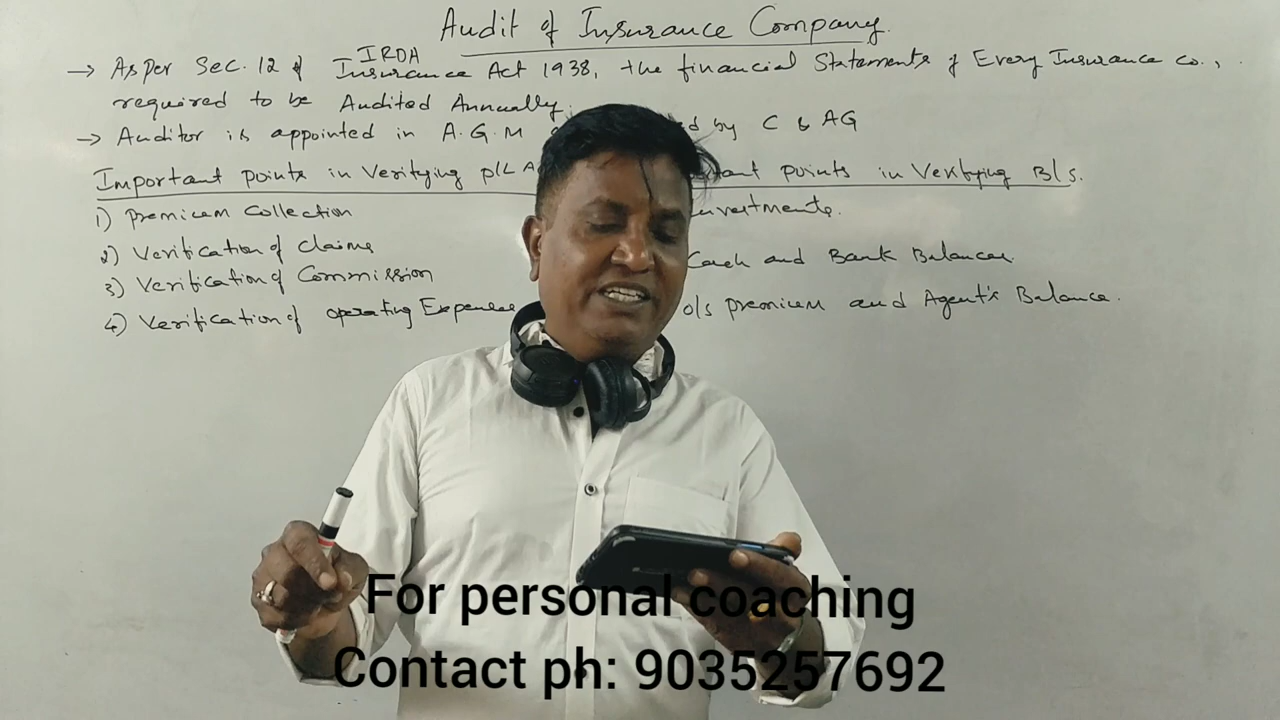 Audit of Insurance Company.
IRDA
→ As per Sec. 12 of Insurance Act 1938, the financial Statements of Every Insurance co.,
required to be Audited Annually.
→ Auditor is appointed in A.G.M by C & AG
Important points in Verifying P/L points in Verifying B/s.
1) Premium Collection
2) Verification of Claims
3) Verification of Commission
4) Verification of operating Expenses
Cash and Bank Balances.
o/s premium and Agent's Balance.
For personal coaching
Contact ph: 9035257692